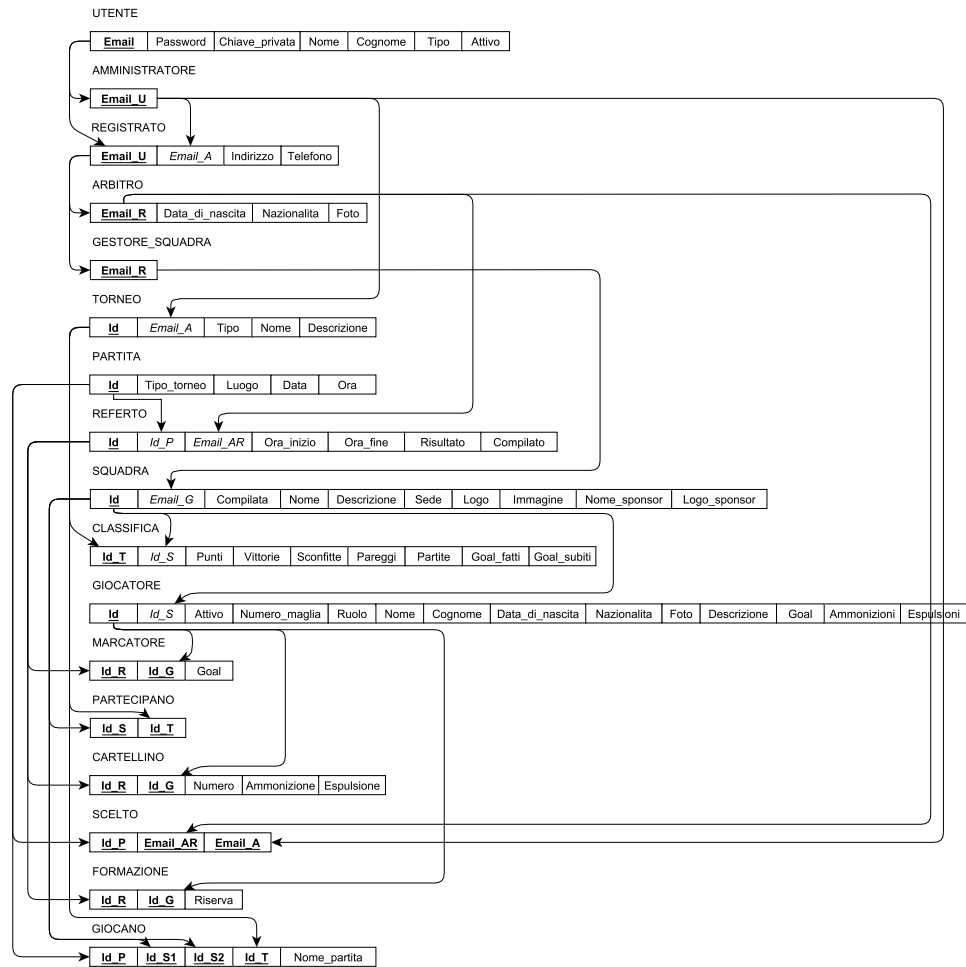 UTENTE
Email Password Chiave_privata Nome Cognome Tipo Attivo
AMMINISTRATORE
Email_U
REGISTRATO
Email_U Email_A Indirizzo Telefono
ARBITRO
Email_R Data_di_nascita Nazionalita Foto
GESTORE_SQUADRA
Email_R
TORNEO
Id Email_A Tipo Nome Descrizione
PARTITA
Id Tipo_torneo Luogo Data Ora
REFERTO
Id Id_P Email_AR Ora_inizio Ora_fine Risultato Compilato
SQUADRA
Id Email_G Compilata Nome Descrizione Sede Logo Immagine Nome_sponsor Logo_sponsor
CLASSIFICA
Id_T Id_S Punti Vittorie Sconfitte Pareggi Partite Goal_fatti Goal_subiti
GIOCATORE
Id Id_S Attivo Numero_maglia Ruolo Nome Cognome Data_di_nascita Nazionalita Foto Descrizione Goal Ammonizioni Espulsioni
MARCATORE
Id_R Id_G Goal
PARTECIPANO
Id_S Id_T
CARTELLINO
Id_R Id_G Numero Ammonizione Espulsione
SCELTO
Id_P Email_AR Email_A
FORMAZIONE
Id_R Id_G Riserva
GIOCANO
Id_P Id_S1 Id_S2 Id_T Nome_partita